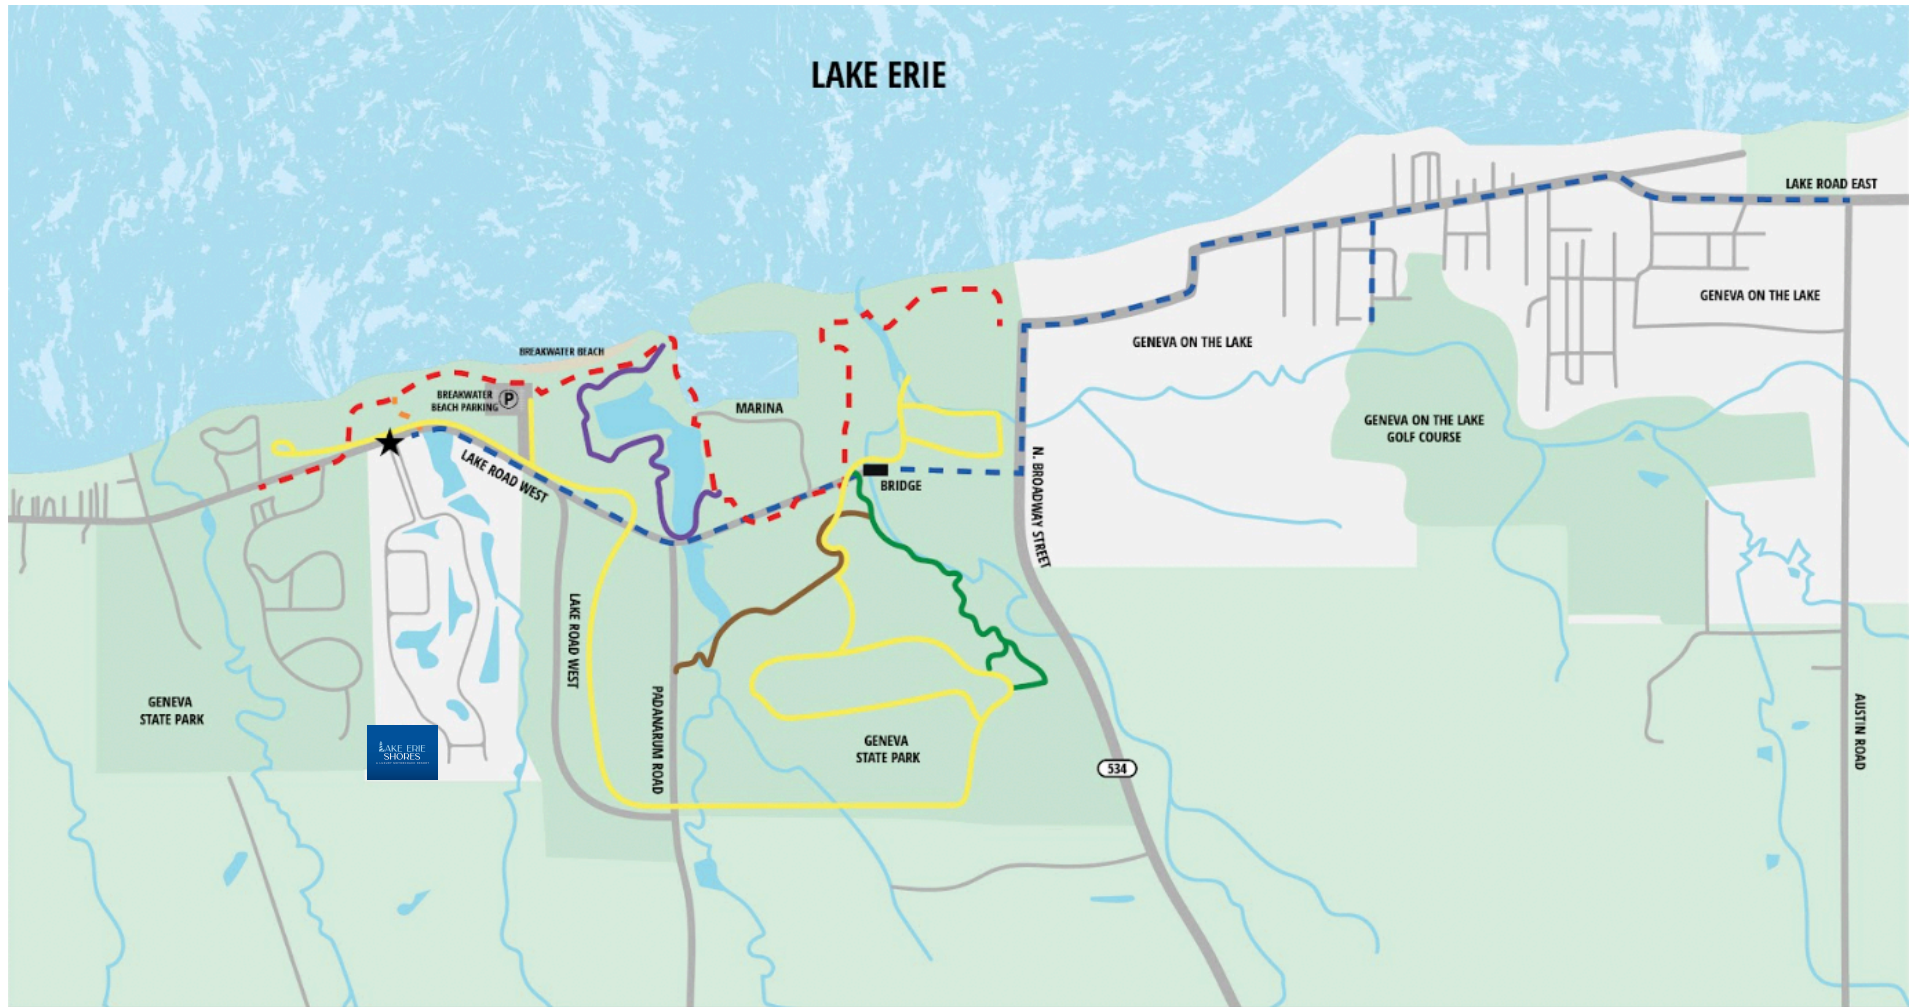 LAKE ERIE
LAKE ROAD EAST
GENEVA ON THE LAKE
GENEVA ON THE LAKE
BREAKWATER BEACH
BREAKWATER
BEACH PARKING
P
MARINA
GENEVA ON THE LAKE
GOLF COURSE
LAKE ROAD WEST
BRIDGE
N. BROADWAY STREET
LAKE ROAD WEST
PADANARUM ROAD
GENEVA
STATE PARK
LAKE ERIE
SHORES
GENEVA
STATE PARK
534
AUSTIN ROAD